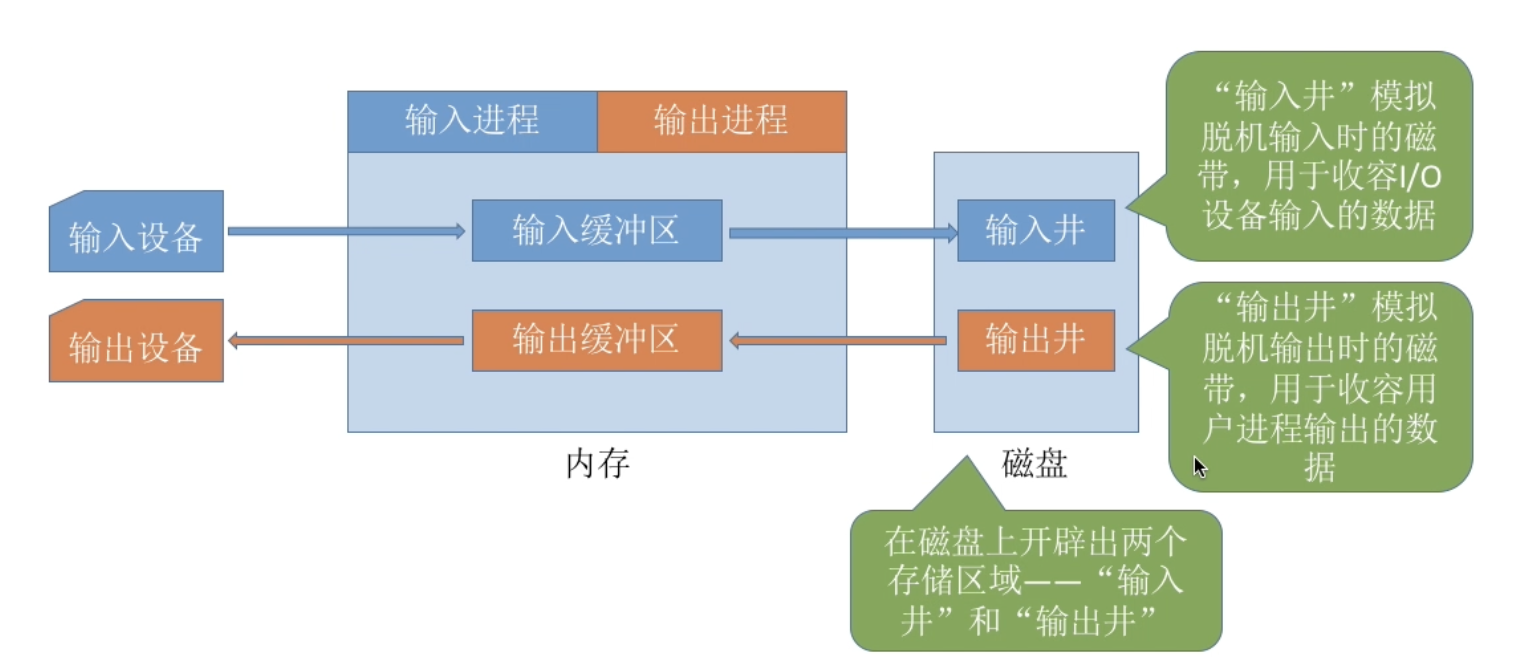 输入进程
输出进程
输入设备
输入缓冲区
输入井
输出设备
输出缓冲区
输出井
内存
磁盘
“输入井”模拟
脱机输入时的磁
带，用于收容I/O
设备输入的数据
“输出井”模拟
脱机输出时的磁
带，用于收容用
户进程输出的数
据
在磁盘上开辟出两个
存储区域——“输入
井”和“输出井”